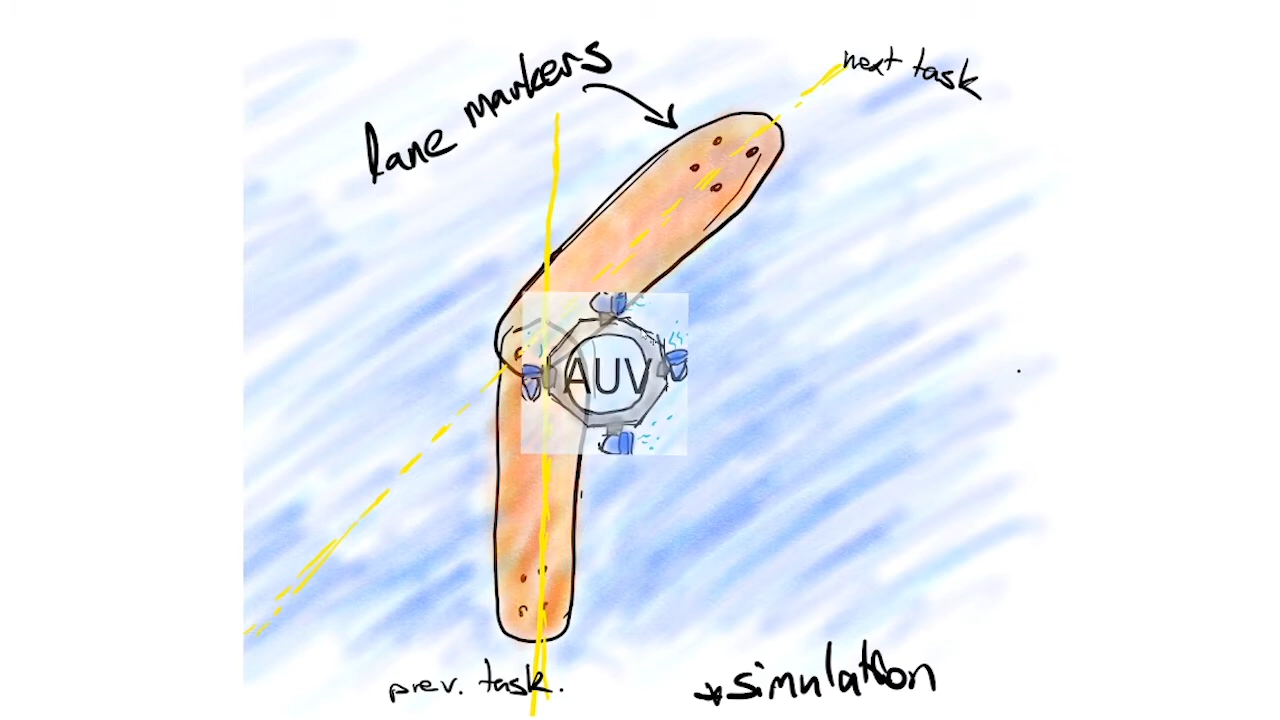 lane markers
next task
AUV
prev. task.
*simulation